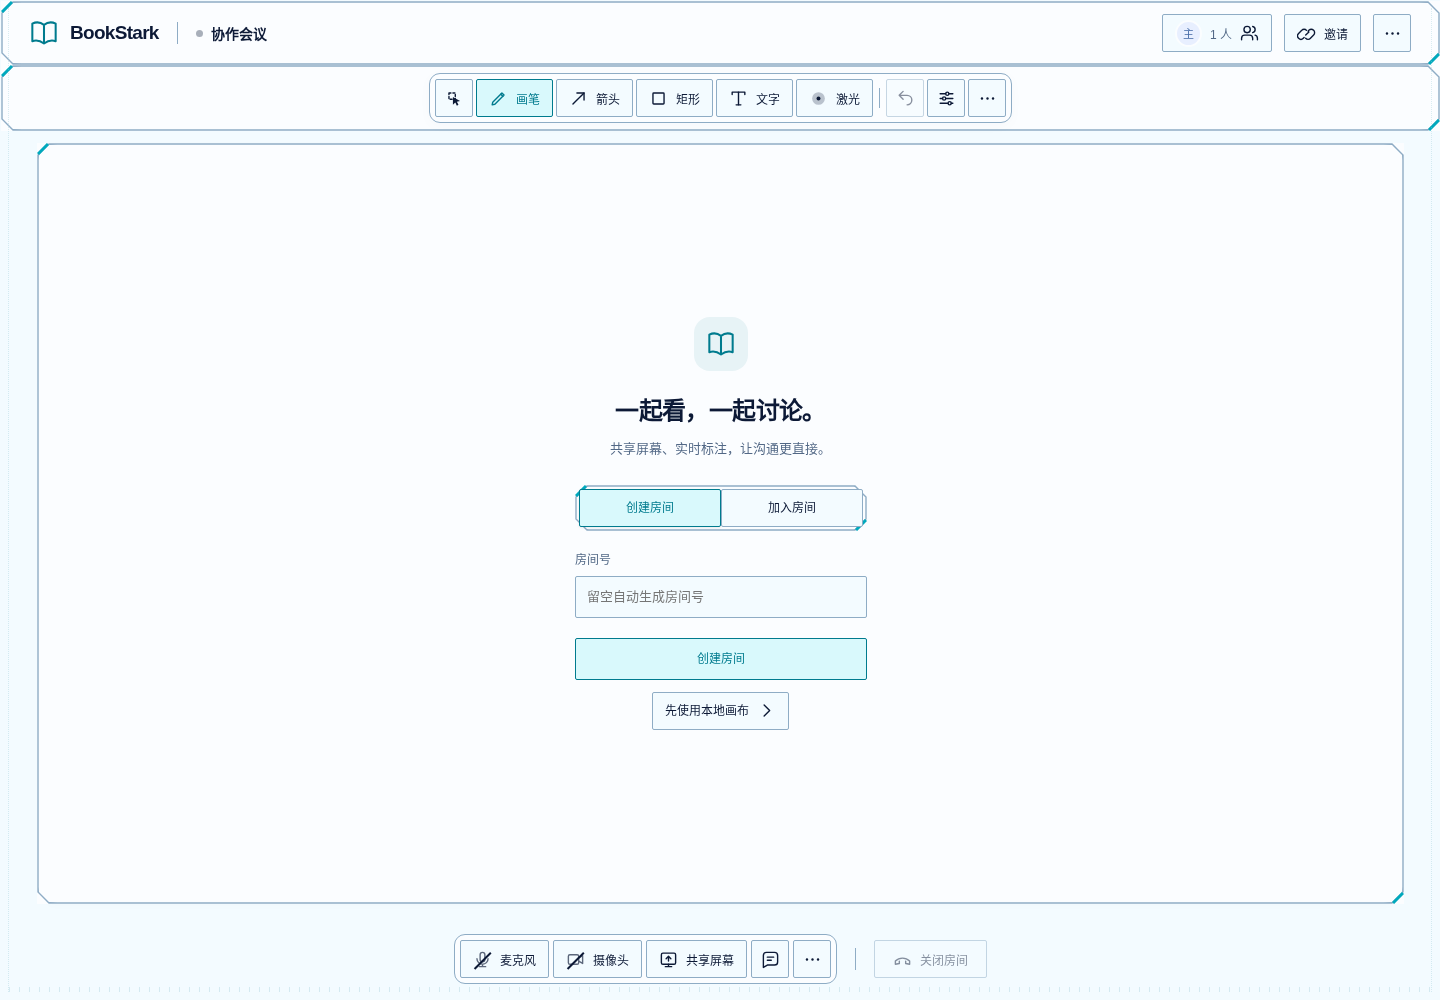 BookStark
协作会议
主 1 人
邀请
画笔 箭头 矩形 文字 激光
一起看，一起讨论。
共享屏幕、实时标注，让沟通更直接。
创建房间 加入房间
房间号
留空自动生成房间号
创建房间
先使用本地画布
麦克风 摄像头 共享屏幕 关闭房间